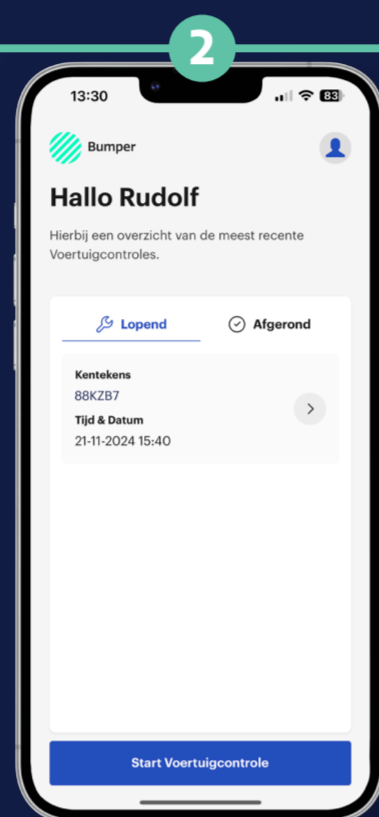 2
13:30
83
Bumper
Hallo Rudolf
Hierbij een overzicht van de meest recente
Voertuigcontroles.
Lopend
Afgerond
Kentekens
88KZB7
Tijd & Datum
21-11-2024 15:40
Start Voertuigcontrole